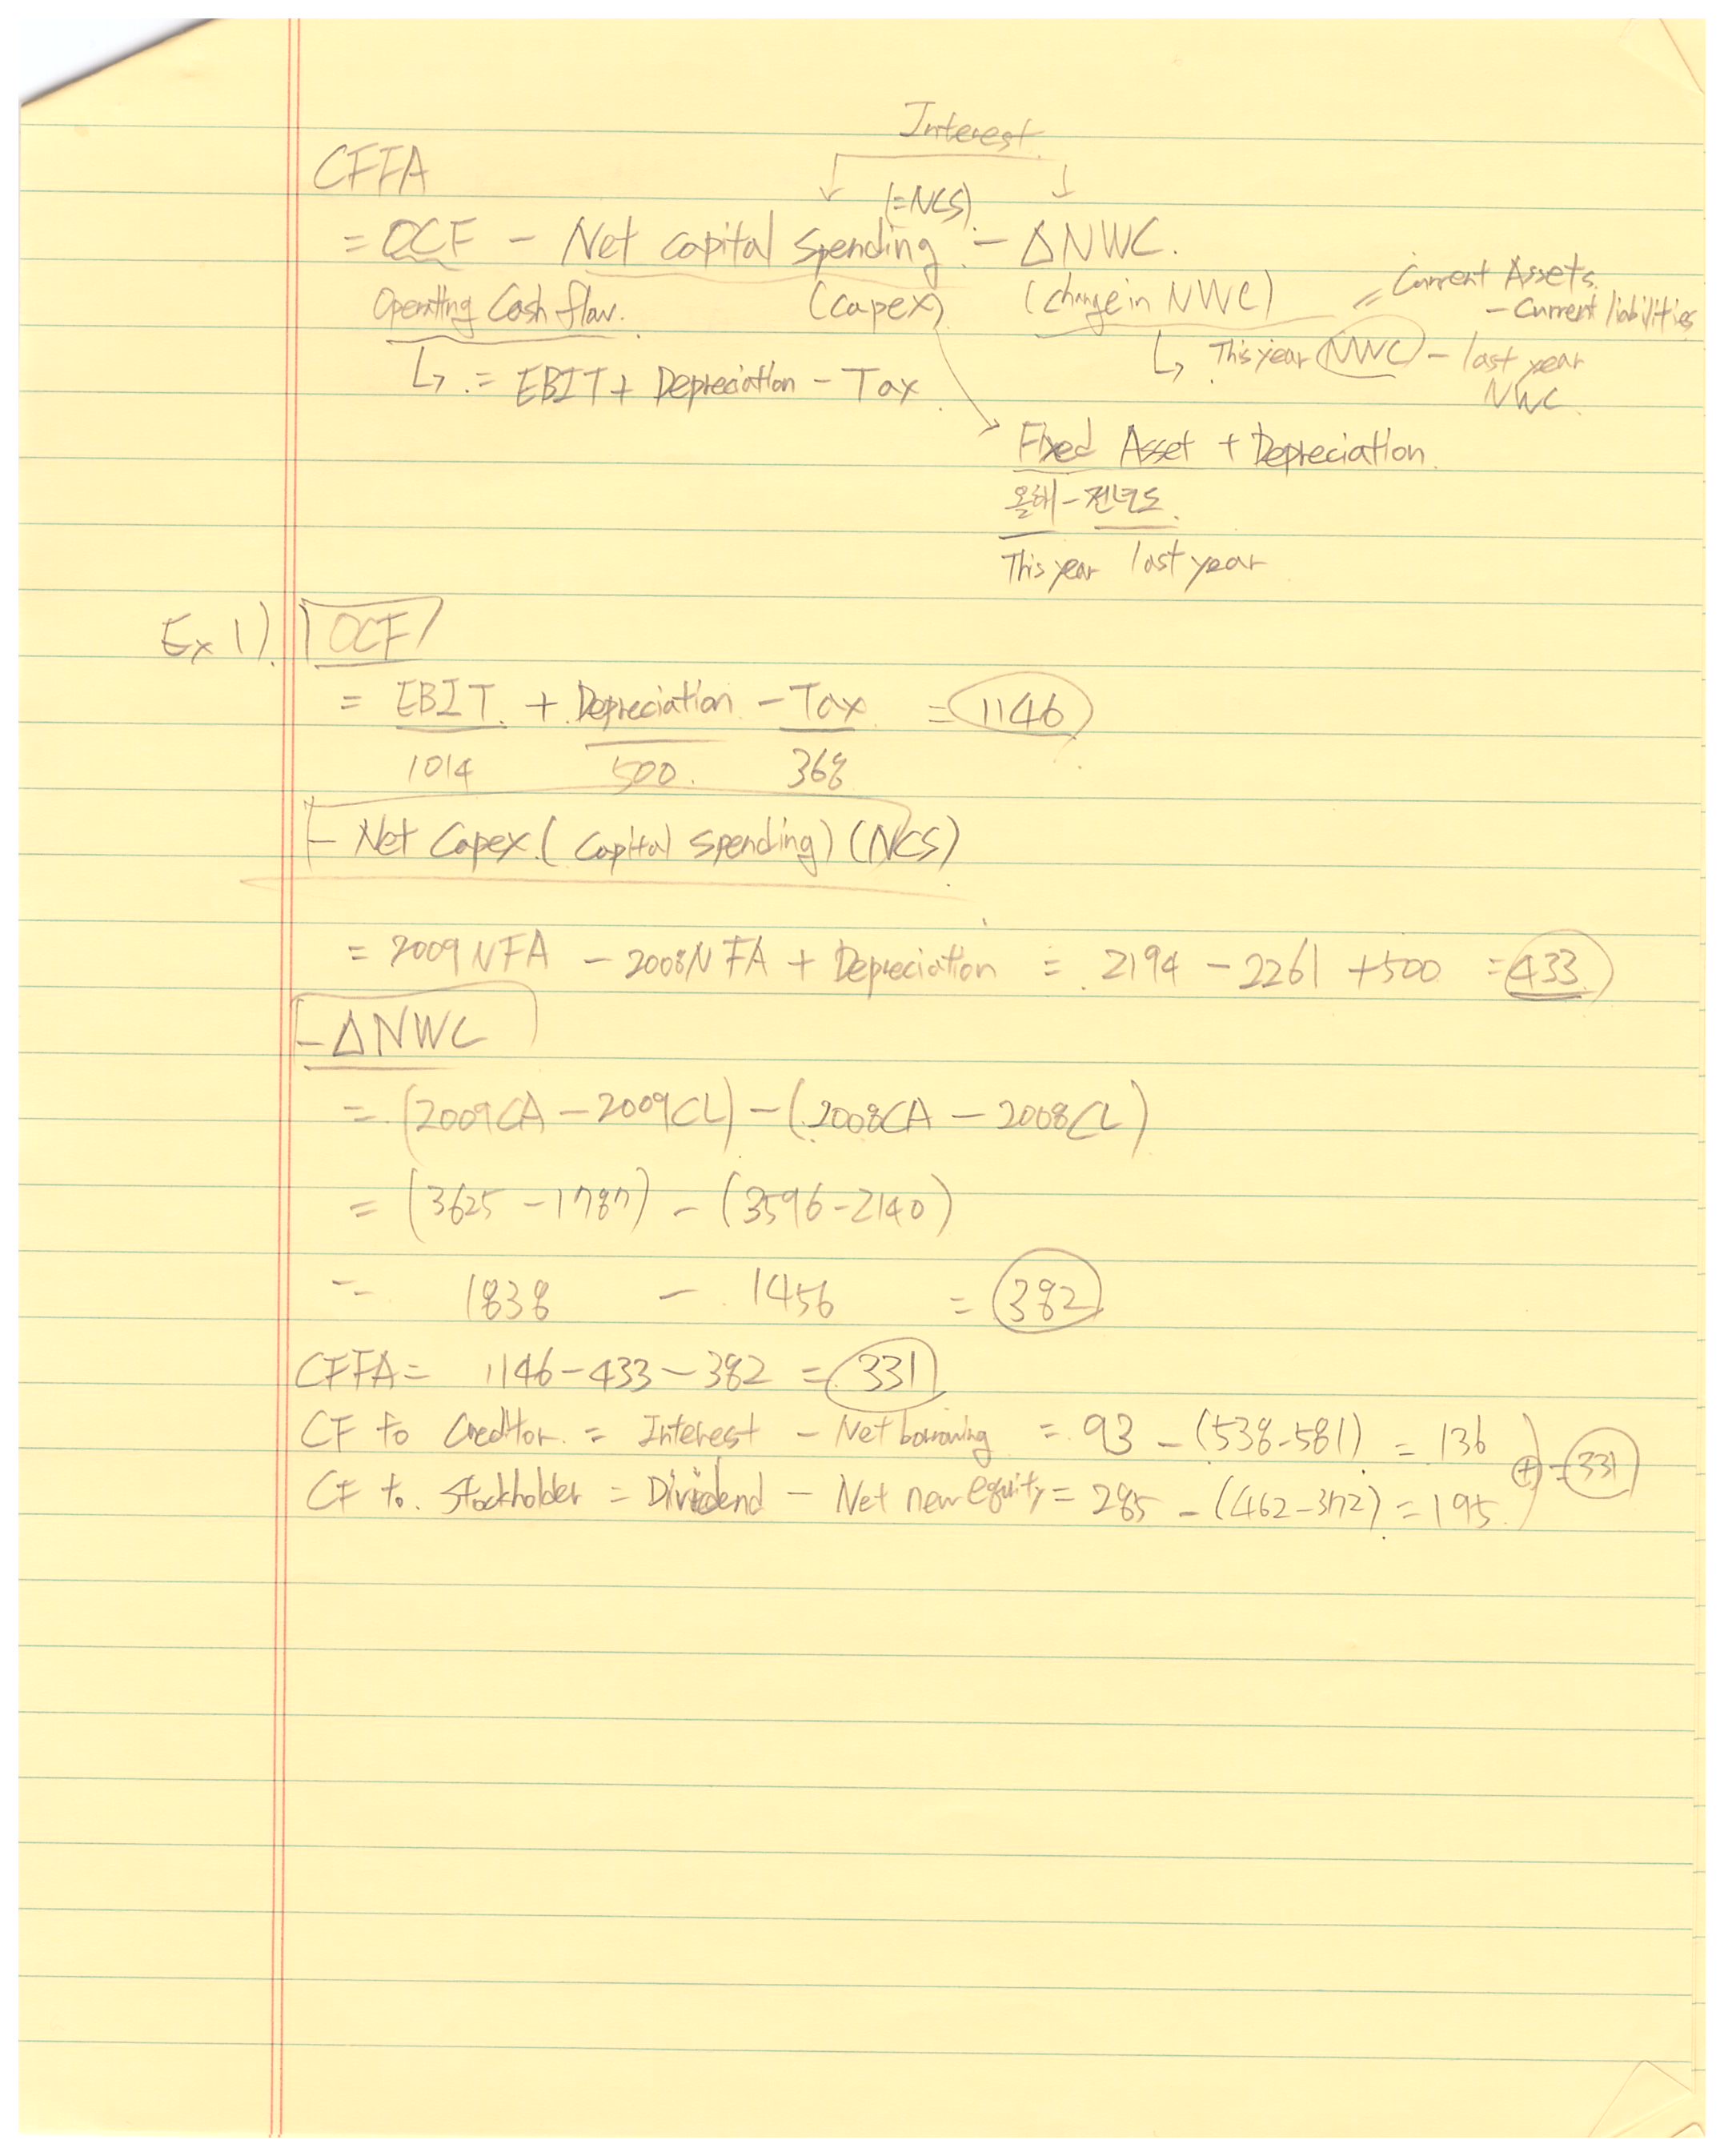 Interest
CFFA
(=NCS)
= OCF - Net capital spending - ΔNWC.
Operating Cash flow. (capex) (change in NWC) = Current Assets
- Current liabilities
↳ This year NWC - last year
NWC
↳ = EBIT + Depreciation - Tax
Fixed Asset + Depreciation
올해 - 전년도
This year last year
Ex 1) OCF
= EBIT + Depreciation - Tax = 1146
1014 500 368
- Net Capex (Capital spending) (NCS)
= 2009 NFA - 2008 NFA + Depreciation = 2194 - 2261 + 500 = 433
- ΔNWC
= (2009CA - 2009CL) - (2008CA - 2008CL)
= (3625 - 1787) - (3596 - 2140)
= 1838 - 1456 = 382
CFFA = 1146 - 433 - 382 = 331
CF to Creditor = Interest - Net borrowing = 93 - (538 - 581) = 136
⊕ = 331
CF to Stockholder = Dividend - Net new equity = 285 - (462 - 372) = 195